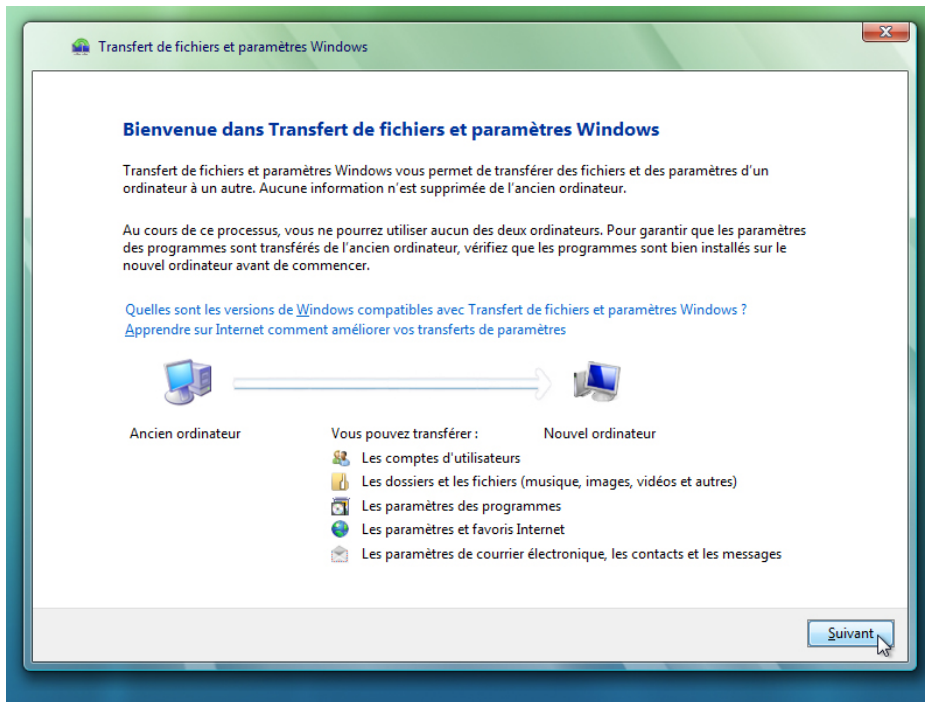 Transfert de fichiers et paramètres Windows
Bienvenue dans Transfert de fichiers et paramètres Windows
Transfert de fichiers et paramètres Windows vous permet de transférer des fichiers et des paramètres d'un
ordinateur à un autre. Aucune information n'est supprimée de l'ancien ordinateur.
Au cours de ce processus, vous ne pourrez utiliser aucun des deux ordinateurs. Pour garantir que les paramètres
des programmes sont transférés de l'ancien ordinateur, vérifiez que les programmes sont bien installés sur le
nouvel ordinateur avant de commencer.
Quelles sont les versions de Windows compatibles avec Transfert de fichiers et paramètres Windows ?
Apprendre sur Internet comment améliorer vos transferts de paramètres
Ancien ordinateur
Vous pouvez transférer :
Nouvel ordinateur
Les comptes d'utilisateurs
Les dossiers et les fichiers (musique, images, vidéos et autres)
Les paramètres des programmes
Les paramètres et favoris Internet
Les paramètres de courrier électronique, les contacts et les messages
Suivant